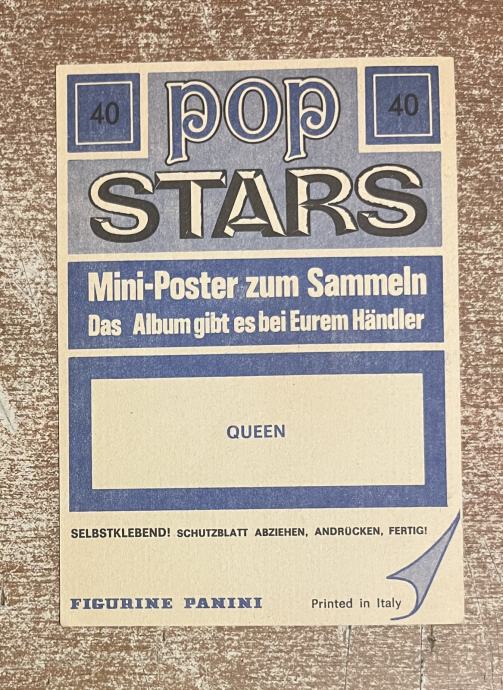 40 pop 40
STARS
Mini-Poster zum Sammeln
Das Album gibt es bei Eurem Händler
QUEEN
SELBSTKLEBEND! SCHUTZBLATT ABZIEHEN, ANDRÜCKEN, FERTIG!
FIGURINE PANINI Printed in Italy